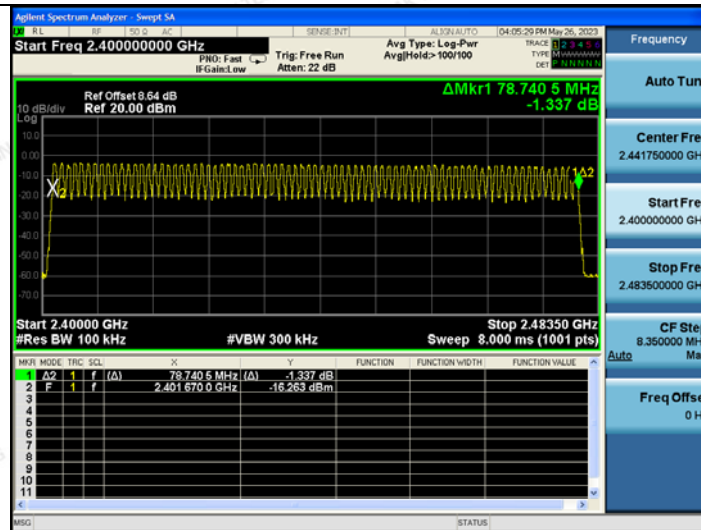 Agilent Spectrum Analyzer - Swept SA
RL RF 50 Ω AC SENSE:INT ALIGN AUTO 04:05:29 PM May 26, 2023
Start Freq 2.400000000 GHz
PNO: Fast
IFGain:Low
Trig: Free Run
Atten: 22 dB
Avg Type: Log-Pwr
Avg|Hold:>100/100
TRACE 1 2 3 4 5 6
TYPE MWWWWW
DET P NNNNN
Ref Offset 8.64 dB
Ref 20.00 dBm
ΔMkr1 78.740 5 MHz
-1.337 dB
10 dB/div
Log
10.0
0.00
-10.0
-20.0
-30.0
-40.0
-50.0
-60.0
-70.0
X2
1Δ2
Start 2.40000 GHz Stop 2.48350 GHz
#Res BW 100 kHz #VBW 300 kHz Sweep 8.000 ms (1001 pts)
MKR MODE TRC SCL X Y FUNCTION FUNCTION WIDTH FUNCTION VALUE
1 Δ2 1 f (Δ) 78.740 5 MHz (Δ) -1.337 dB
2 F 1 f 2.401 670 0 GHz -16.263 dBm
3
4
5
6
7
8
9
10
11
MSG STATUS
Frequency
Auto Tun
Center Fre
2.441750000 GH
Start Fre
2.400000000 GH
Stop Fre
2.483500000 GH
CF Ste
8.350000 MH
Auto Ma
Freq Offse
0 H